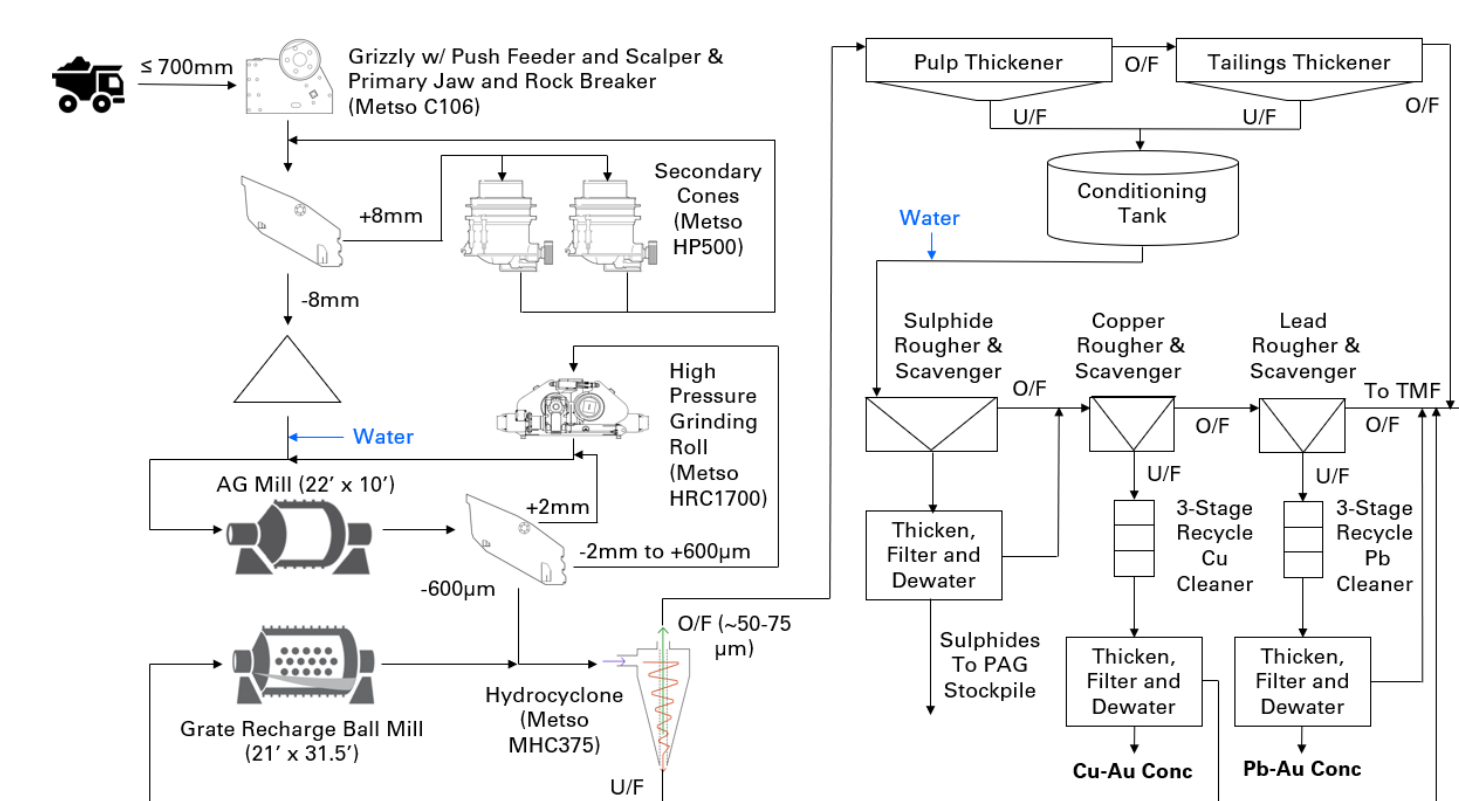 ≤ 700mm
Grizzly w/ Push Feeder and Scalper &
Primary Jaw and Rock Breaker
(Metso C106)
+8mm
Secondary
Cones
(Metso
HP500)
-8mm
Water
High
Pressure
Grinding
Roll
(Metso
HRC1700)
AG Mill (22’ x 10’)
+2mm
-2mm to +600µm
-600µm
Grate Recharge Ball Mill
(21’ x 31.5’)
Hydrocyclone
(Metso
MHC375)
O/F (~50-75
µm)
U/F
Pulp Thickener
O/F
Tailings Thickener
O/F
U/F
U/F
Conditioning
Tank
Water
Sulphide
Rougher &
Scavenger
O/F
Copper
Rougher &
Scavenger
O/F
Lead
Rougher &
Scavenger
To TMF
O/F
U/F
U/F
Thicken,
Filter and
Dewater
3-Stage
Recycle
Cu
Cleaner
3-Stage
Recycle
Pb
Cleaner
Sulphides
To PAG
Stockpile
Thicken,
Filter and
Dewater
Thicken,
Filter and
Dewater
Cu-Au Conc
Pb-Au Conc